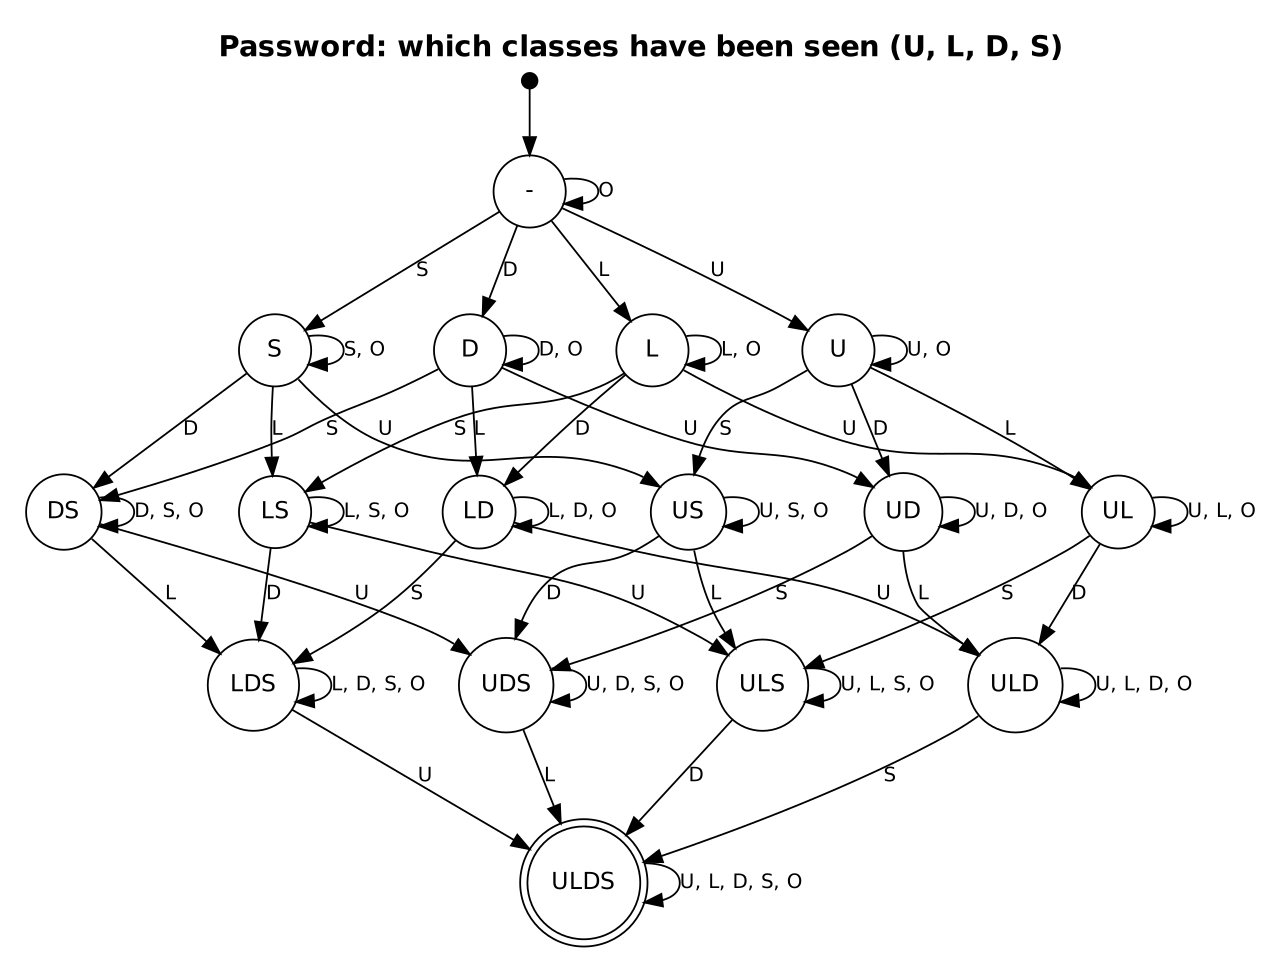 Password: which classes have been seen (U, L, D, S)
-
O
S
D
L
U
S
S, O
D
D, O
L
L, O
U
U, O
D
L
S
U
S
L
D
U
S
U
D
L
DS
D, S, O
LS
L, S, O
LD
L, D, O
US
U, S, O
UD
U, D, O
UL
U, L, O
L
D
U
S
D
U
L
S
U
L
S
D
LDS
L, D, S, O
UDS
U, D, S, O
ULS
U, L, S, O
ULD
U, L, D, O
U
L
D
S
ULDS
U, L, D, S, O